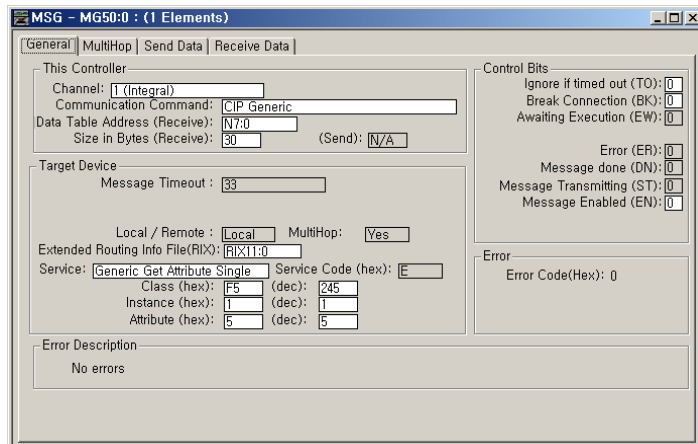 MSG - MG50:0 : (1 Elements)
General MultiHop Send Data Receive Data
This Controller
Channel: 1 (Integral)
Communication Command: CIP Generic
Data Table Address (Receive): N7:0
Size in Bytes (Receive): 30 (Send): N/A
Target Device
Message Timeout : 33
Local / Remote : Local MultiHop: Yes
Extended Routing Info File(RIX): RIX11:0
Service: Generic Get Attribute Single Service Code (hex): E
Class (hex): F5 (dec): 245
Instance (hex): 1 (dec): 1
Attribute (hex): 5 (dec): 5
Control Bits
Ignore if timed out (TO): 0
Break Connection (BK): 0
Awaiting Execution (EW): 0
Error (ER): 0
Message done (DN): 0
Message Transmitting (ST): 0
Message Enabled (EN): 0
Error
Error Code(Hex): 0
Error Description
No errors